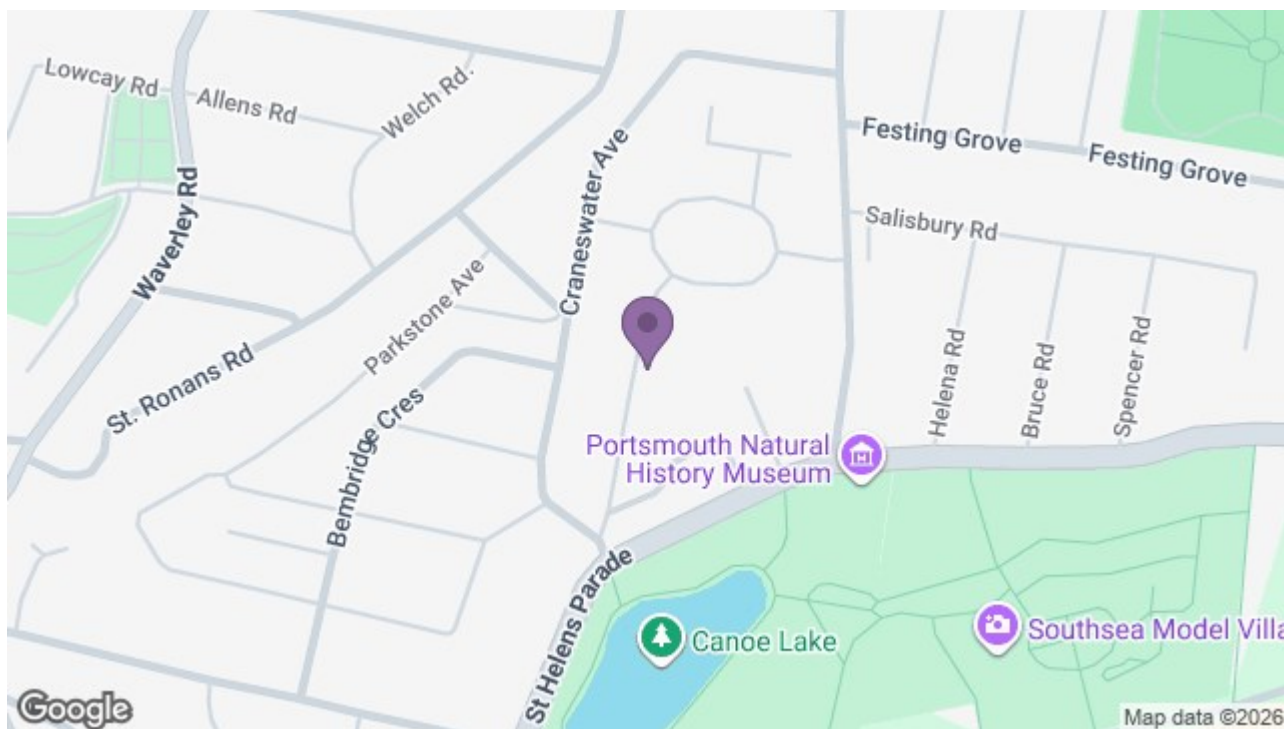 Lowcay Rd
Allens Rd
Welch Rd.
Waverley Rd
Craneswater Ave
Festing Grove
Festing Grove
Salisbury Rd
Parkstone Ave
St. Ronans Rd
Bembridge Cres
Helena Rd
Bruce Rd
Spencer Rd
Portsmouth Natural
History Museum
St Helens Parade
Canoe Lake
Southsea Model Villa
Google
Map data ©2026